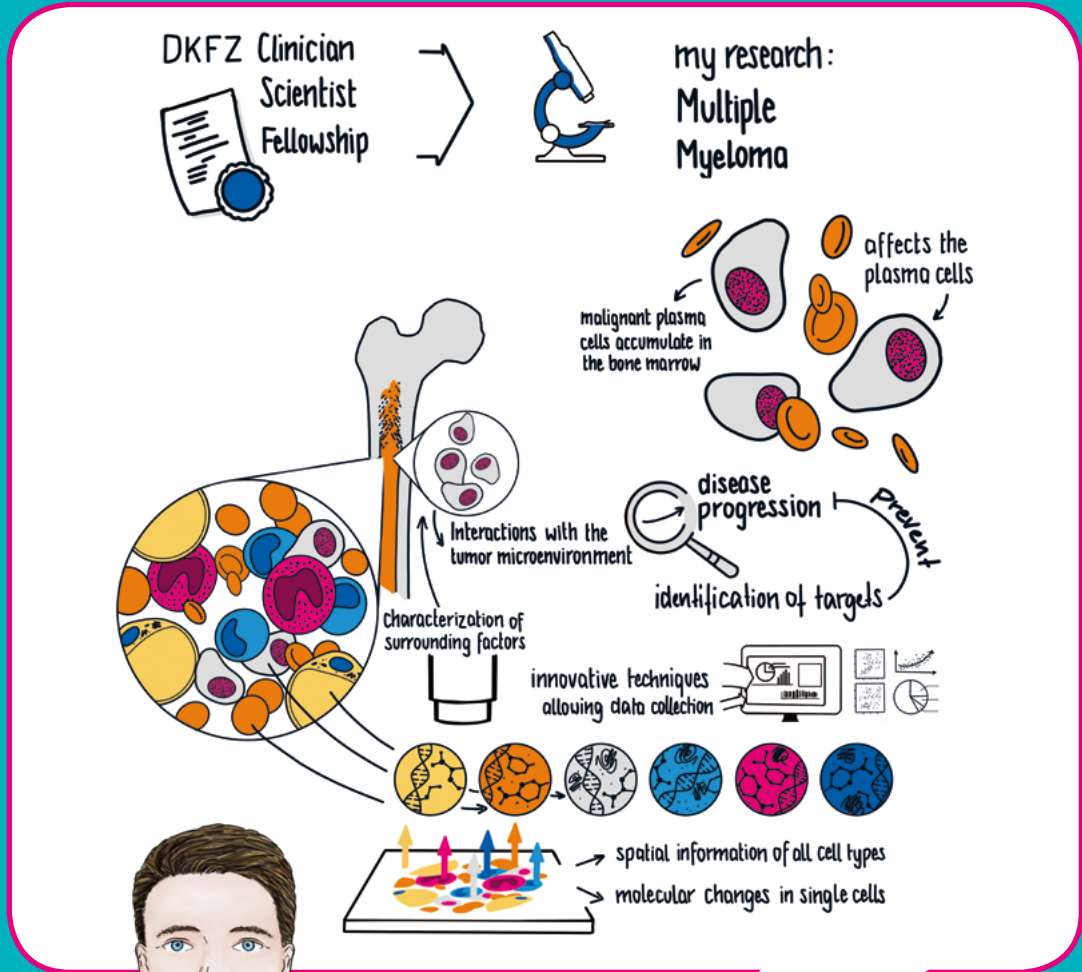 DKFZ Clinician
Scientist
Fellowship
my research:
Multiple
Myeloma
affects the
plasma cells
malignant plasma
cells accumulate in
the bone marrow
disease
progression
prevent
identification of targets
Interactions with the
tumor microenvironment
Characterization of
surrounding factors
innovative techniques
allowing data collection
spatial information of all cell types
molecular changes in single cells